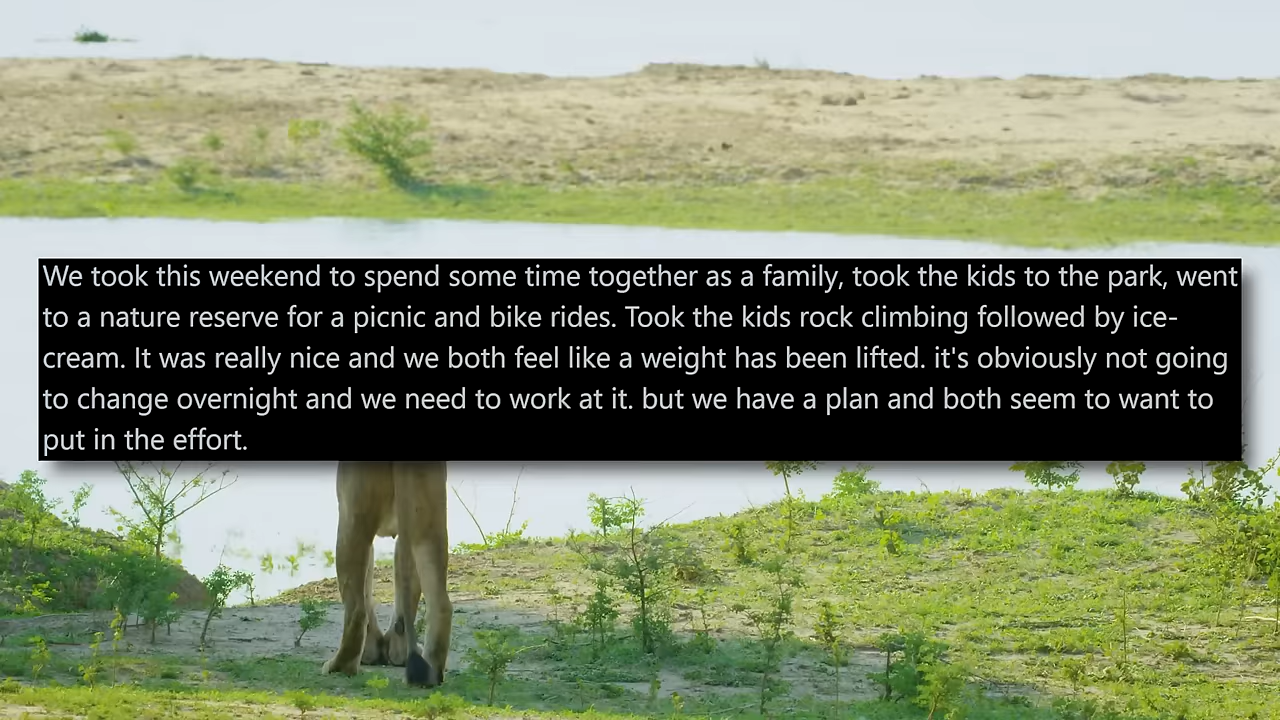 We took this weekend to spend some time together as a family, took the kids to the park, went
to a nature reserve for a picnic and bike rides. Took the kids rock climbing followed by ice-
cream. It was really nice and we both feel like a weight has been lifted. it's obviously not going
to change overnight and we need to work at it. but we have a plan and both seem to want to
put in the effort.